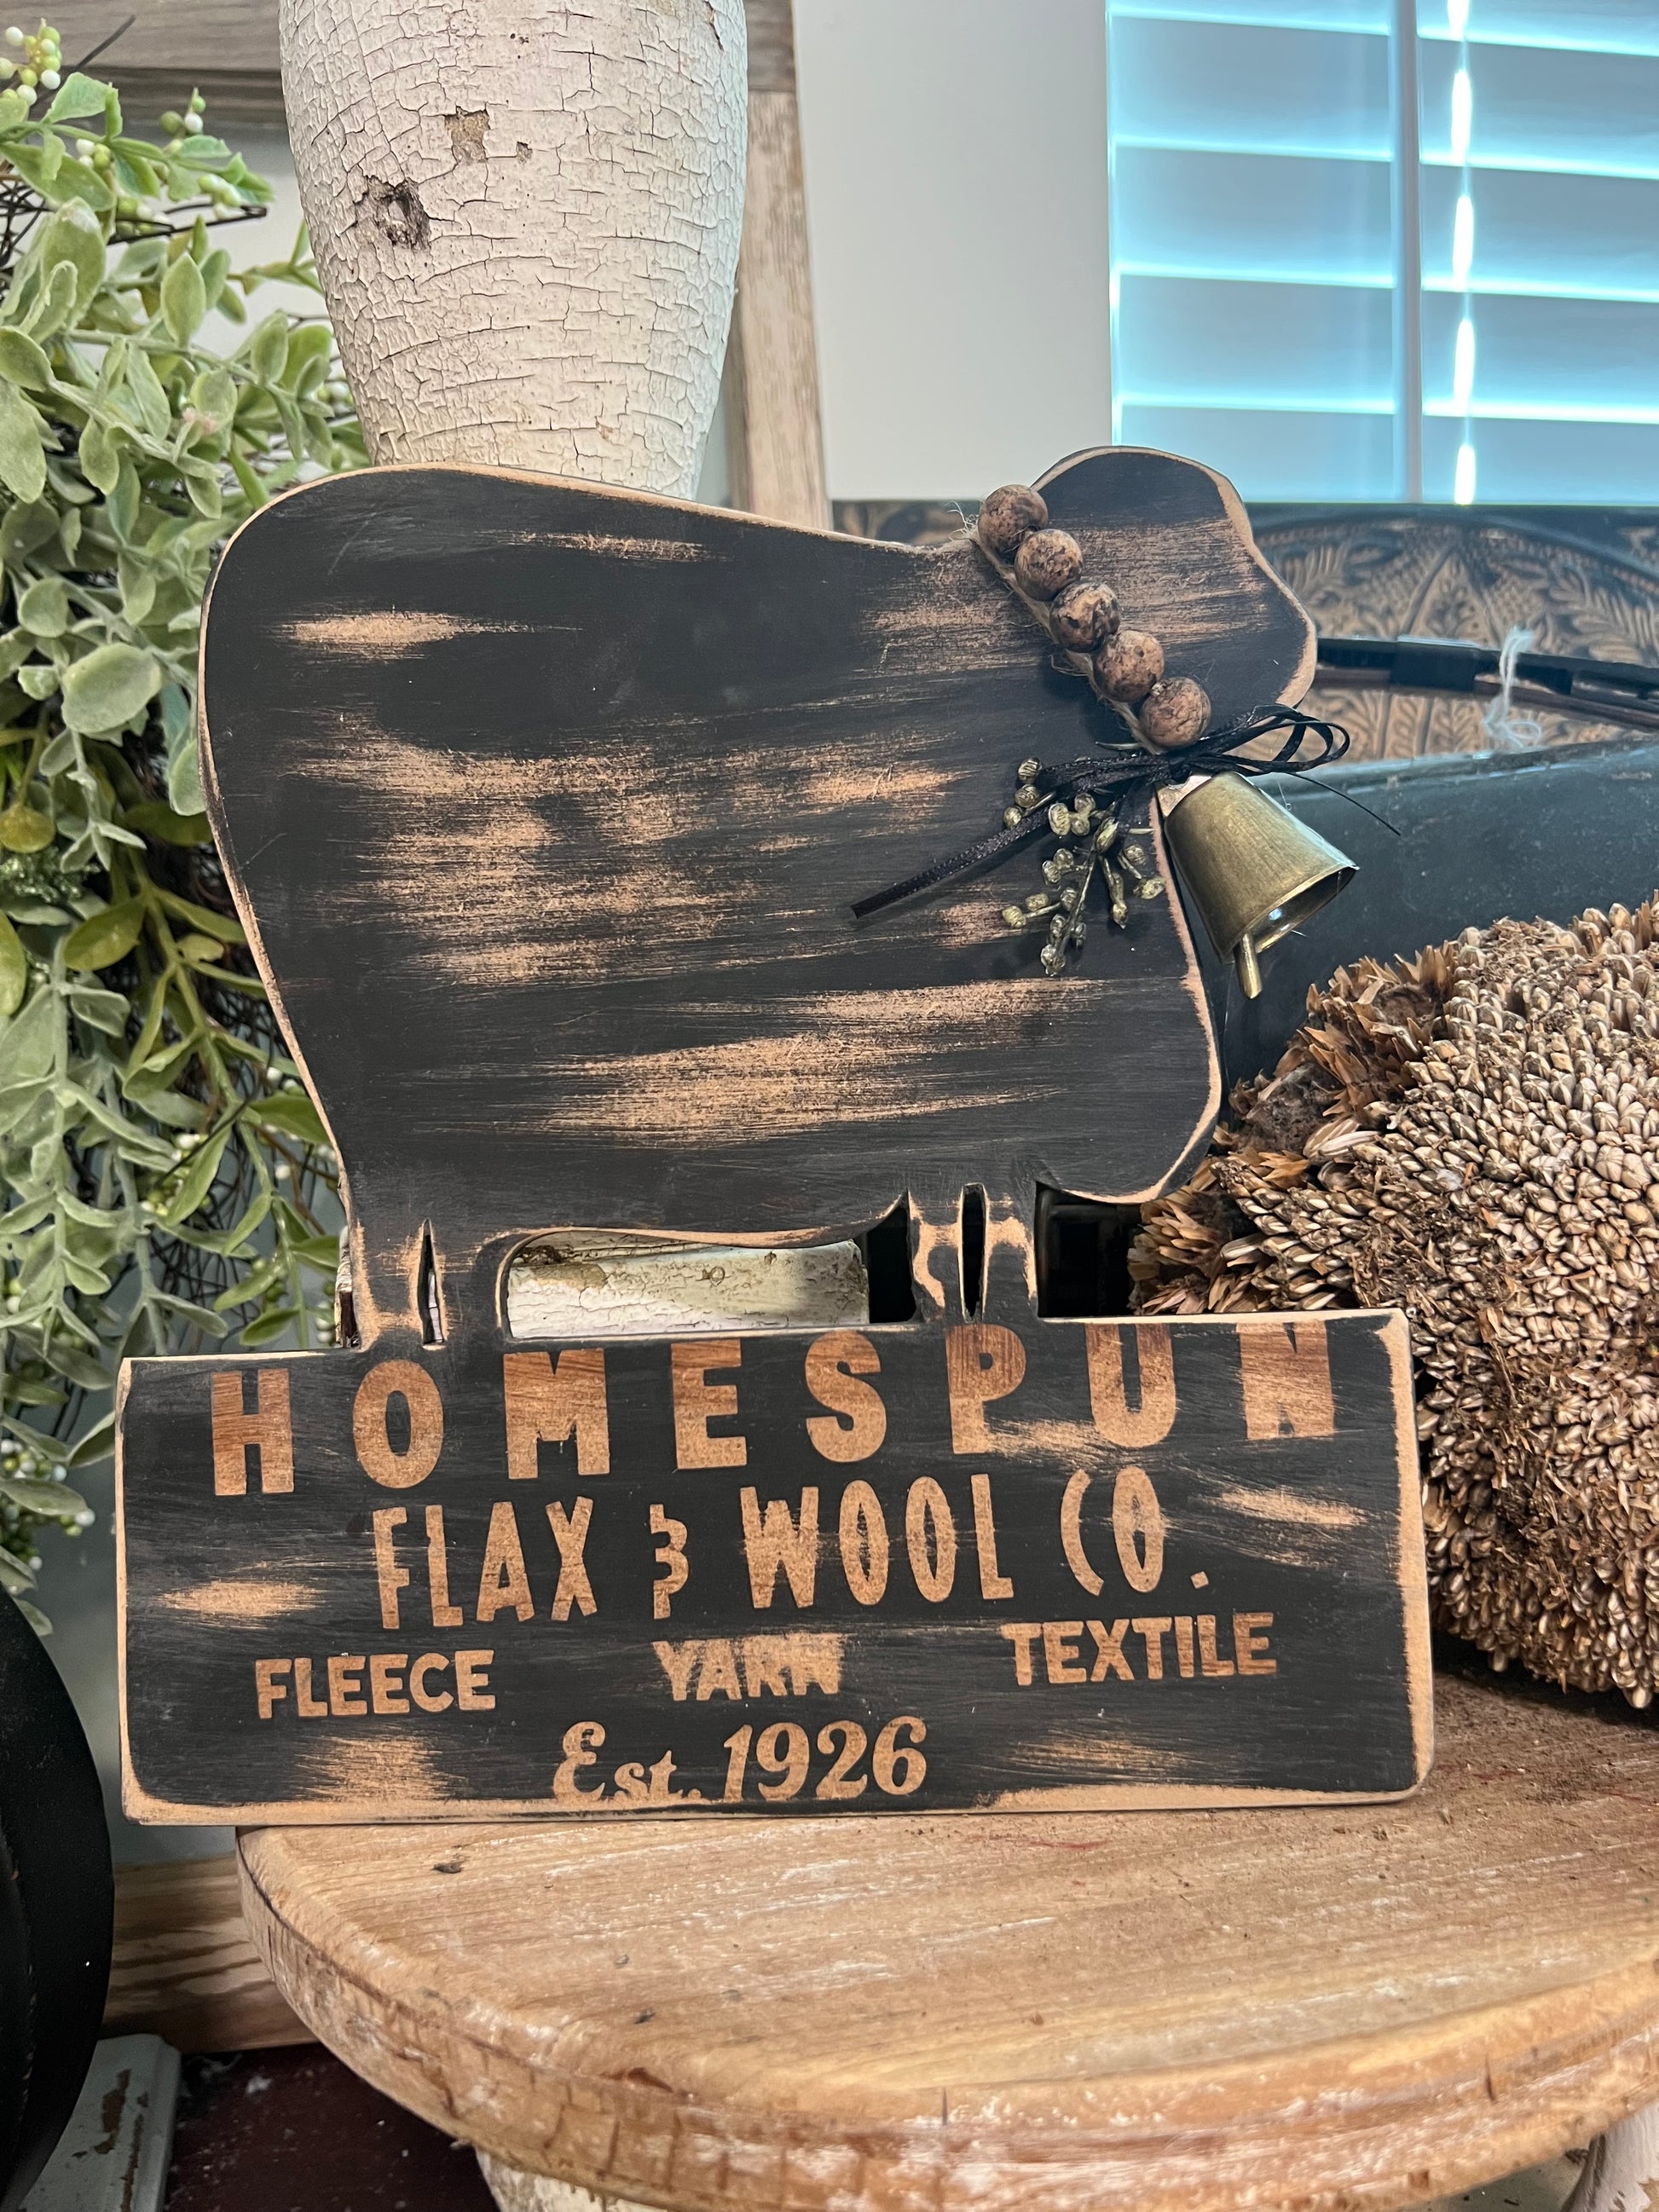 HOMESPUN
FLAX & WOOL CO.
FLEECE YARN TEXTILE
Est. 1926